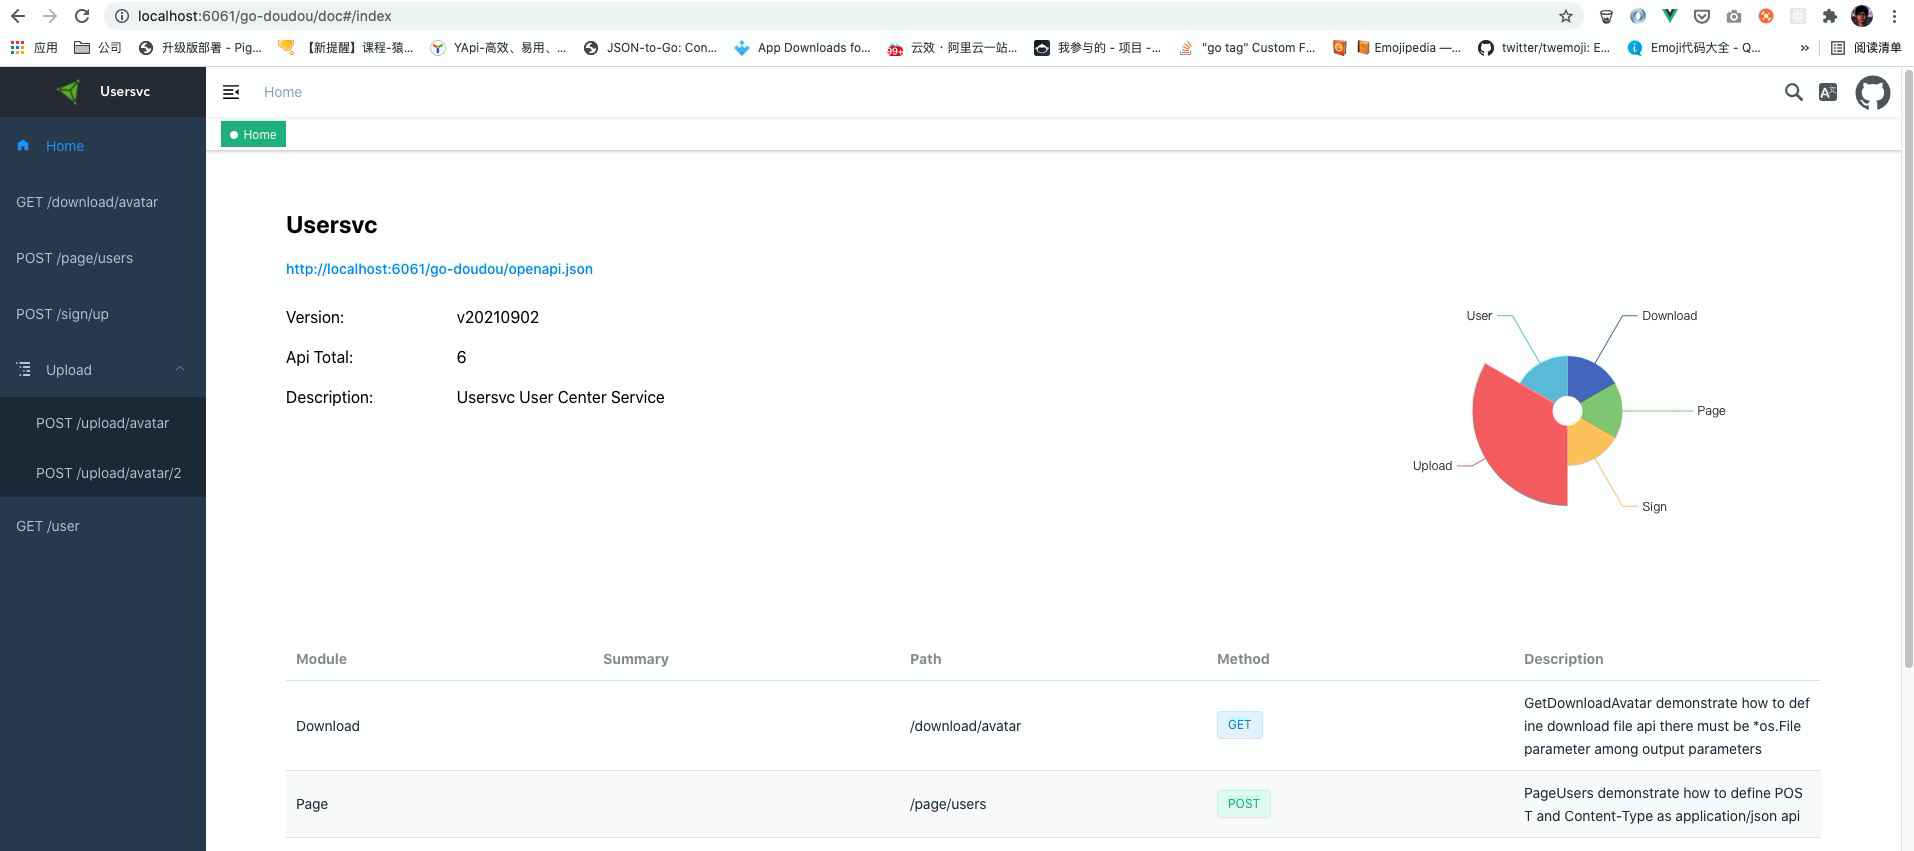 localhost:6061/go-doudou/doc#/index
应用
公司
升级版部署 - Pig...
【新提醒】课程-猿...
YApi-高效、易用、...
JSON-to-Go: Con...
App Downloads fo...
99+
云效 · 阿里云一站...
我参与的 - 项目 -...
"go tag" Custom F...
Emojipedia —...
twitter/twemoji: E...
Emoji代码大全 - Q...
»
阅读清单
Usersvc
Home
Home
Home
GET /download/avatar
POST /page/users
POST /sign/up
Upload
POST /upload/avatar
POST /upload/avatar/2
GET /user
Usersvc
http://localhost:6061/go-doudou/openapi.json
Version: v20210902
Api Total: 6
Description: Usersvc User Center Service
User
Download
Page
Upload
Sign
Module Summary Path Method Description
Download /download/avatar GET GetDownloadAvatar demonstrate how to def
ine download file api there must be *os.File
parameter among output parameters
Page /page/users POST PageUsers demonstrate how to define POS
T and Content-Type as application/json api